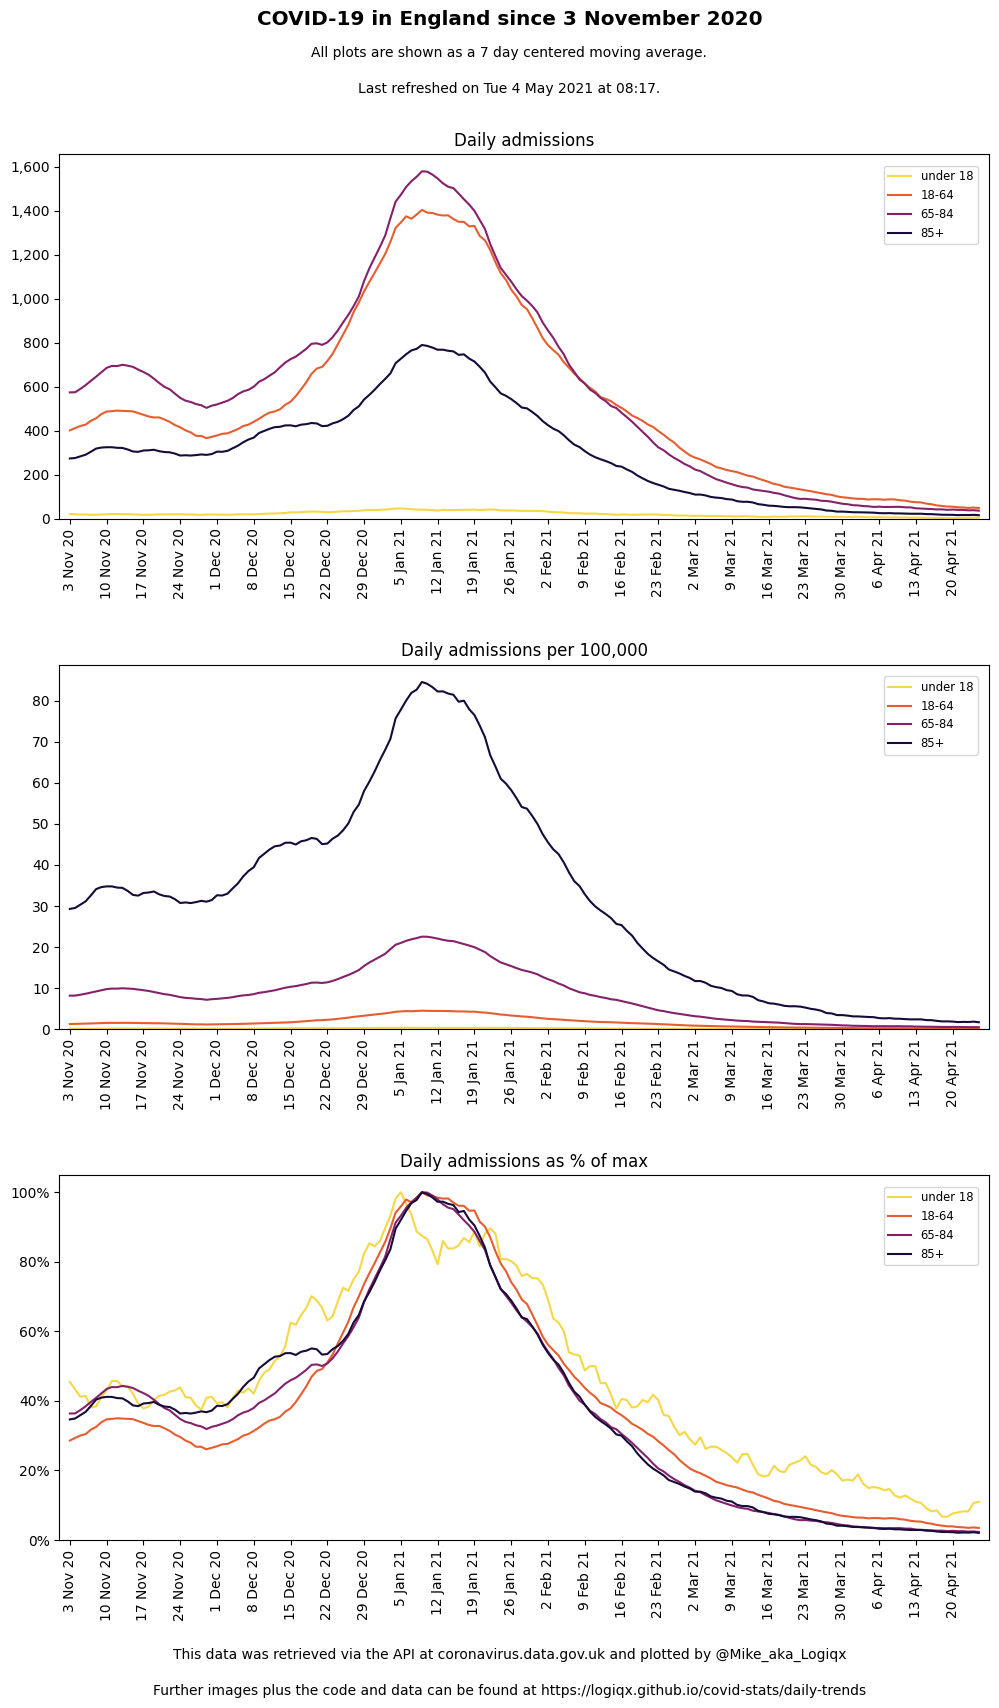 COVID-19 in England since 3 November 2020
All plots are shown as a 7 day centered moving average.
Last refreshed on Tue 4 May 2021 at 08:17.
Daily admissions
1,600
1,400
1,200
1,000
800
600
400
200
0
under 18
18-64
65-84
85+
3 Nov 20
10 Nov 20
17 Nov 20
24 Nov 20
1 Dec 20
8 Dec 20
15 Dec 20
22 Dec 20
29 Dec 20
5 Jan 21
12 Jan 21
19 Jan 21
26 Jan 21
2 Feb 21
9 Feb 21
16 Feb 21
23 Feb 21
2 Mar 21
9 Mar 21
16 Mar 21
23 Mar 21
30 Mar 21
6 Apr 21
13 Apr 21
20 Apr 21
Daily admissions per 100,000
80
70
60
50
40
30
20
10
0
under 18
18-64
65-84
85+
3 Nov 20
10 Nov 20
17 Nov 20
24 Nov 20
1 Dec 20
8 Dec 20
15 Dec 20
22 Dec 20
29 Dec 20
5 Jan 21
12 Jan 21
19 Jan 21
26 Jan 21
2 Feb 21
9 Feb 21
16 Feb 21
23 Feb 21
2 Mar 21
9 Mar 21
16 Mar 21
23 Mar 21
30 Mar 21
6 Apr 21
13 Apr 21
20 Apr 21
Daily admissions as % of max
100%
80%
60%
40%
20%
0%
under 18
18-64
65-84
85+
3 Nov 20
10 Nov 20
17 Nov 20
24 Nov 20
1 Dec 20
8 Dec 20
15 Dec 20
22 Dec 20
29 Dec 20
5 Jan 21
12 Jan 21
19 Jan 21
26 Jan 21
2 Feb 21
9 Feb 21
16 Feb 21
23 Feb 21
2 Mar 21
9 Mar 21
16 Mar 21
23 Mar 21
30 Mar 21
6 Apr 21
13 Apr 21
20 Apr 21
This data was retrieved via the API at coronavirus.data.gov.uk and plotted by @Mike_aka_Logiqx
Further images plus the code and data can be found at https://logiqx.github.io/covid-stats/daily-trends